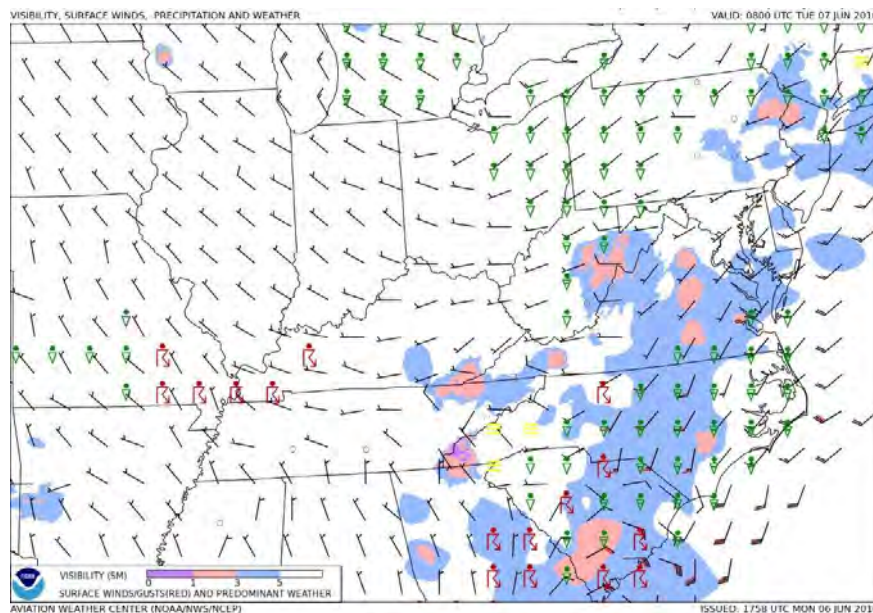 VISIBILITY, SURFACE WINDS, PRECIPITATION AND WEATHER
VALID: 0800 UTC TUE 07 JUN
VISIBILITY (SM)
0 1 3 5
SURFACE WINDS/GUSTS(RED) AND PREDOMINANT WEATHER
AVIATION WEATHER CENTER (NOAA/NWS/NCEP)
ISSUED: 1758 UTC MON 06 JUN